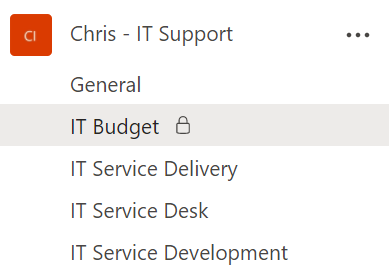 CI
Chris - IT Support
General
IT Budget
IT Service Delivery
IT Service Desk
IT Service Development